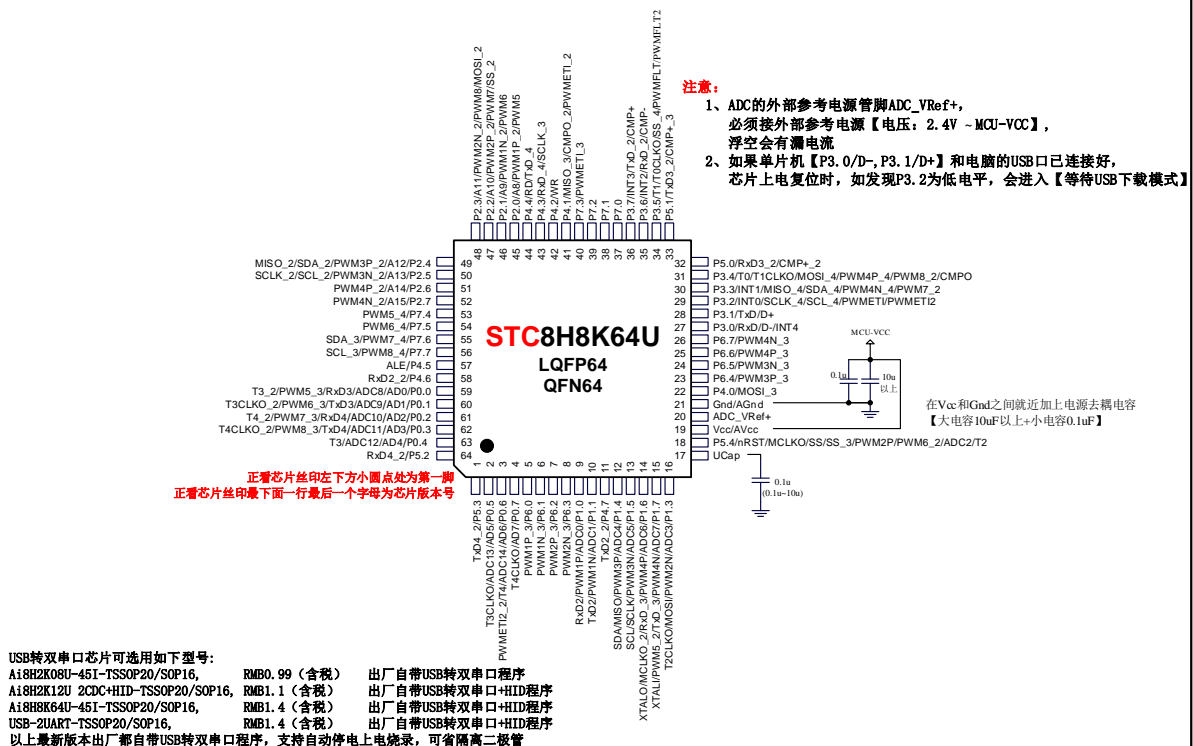 P2.3/A11/PWM2N_2/PWM8/MOSI_2
P2.2/A10/PWM2P_2/PWM7/SS_2
P2.1/A9/PWM1N_2/PWM6
P2.0/A8/PWM1P_2/PWM5
P4.4/RD/TxD_4
P4.3/RxD_4/SCLK_3
P4.2/WR
P4.1/MISO_3/CMPO_2/PWMETI_2
P7.3/PWMETI_3
P7.2
P7.1
P7.0
P3.7/INT3/TxD_2/CMP+
P3.6/INT2/RxD_2/CMP-
P3.5/T1/T0CLKO/SS_4/PWMFLT/PWMFLT2
P5.1/TxD3_2/CMP+_3
48 47 46 45 44 43 42 41 40 39 38 37 36 35 34 33
注意：
1、ADC的外部参考电源管脚ADC_VRef+，
必须接外部参考电源【电压：2.4V ~MCU-VCC】，
浮空会有漏电流
2、如果单片机【P3.0/D-,P3.1/D+】和电脑的USB口已连接好，
芯片上电复位时，如发现P3.2为低电平，会进入【等待USB下载模式】
MISO_2/SDA_2/PWM3P_2/A12/P2.4 49
SCLK_2/SCL_2/PWM3N_2/A13/P2.5 50
PWM4P_2/A14/P2.6 51
PWM4N_2/A15/P2.7 52
PWM5_4/P7.4 53
PWM6_4/P7.5 54
SDA_3/PWM7_4/P7.6 55
SCL_3/PWM8_4/P7.7 56
ALE/P4.5 57
RxD2_2/P4.6 58
T3_2/PWM5_3/RxD3/ADC8/AD0/P0.0 59
T3CLKO_2/PWM6_3/TxD3/ADC9/AD1/P0.1 60
T4_2/PWM7_3/RxD4/ADC10/AD2/P0.2 61
T4CLKO_2/PWM8_3/TxD4/ADC11/AD3/P0.3 62
T3/ADC12/AD4/P0.4 63
RxD4_2/P5.2 64
STC8H8K64U
LQFP64
QFN64
32 P5.0/RxD3_2/CMP+_2
31 P3.4/T0/T1CLKO/MOSI_4/PWM4P_4/PWM8_2/CMPO
30 P3.3/INT1/MISO_4/SDA_4/PWM4N_4/PWM7_2
29 P3.2/INT0/SCLK_4/SCL_4/PWMETI/PWMETI2
28 P3.1/TxD/D+
27 P3.0/RxD/D-/INT4
26 P6.7/PWM4N_3
25 P6.6/PWM4P_3
24 P6.5/PWM3N_3
23 P6.4/PWM3P_3
22 P4.0/MOSI_3
21 Gnd/AGnd
20 ADC_VRef+
19 Vcc/AVcc
18 P5.4/nRST/MCLKO/SS/SS_3/PWM2P/PWM6_2/ADC2/T2
17 UCap
MCU-VCC
0.1u
10u
以上
在Vcc和Gnd之间就近加上电源去耦电容
【大电容10uF以上+小电容0.1uF】
0.1u
(0.1u~10u)
正看芯片丝印左下方小圆点处为第一脚
正看芯片丝印最下面一行最后一个字母为芯片版本号
1 2 3 4 5 6 7 8 9 10 11 12 13 14 15 16
TxD4_2/P5.3
T3CLKO/ADC13/AD5/P0.5
PWMETI2_2/T4/ADC14/AD6/P0.6
T4CLKO/AD7/P0.7
PWM1P_3/P6.0
PWM1N_3/P6.1
PWM2P_3/P6.2
PWM2N_3/P6.3
RxD2/PWM1P/ADC0/P1.0
TxD2/PWM1N/ADC1/P1.1
TxD2_2/P4.7
SDA/MISO/PWM3P/ADC4/P1.4
SCL/SCLK/PWM3N/ADC5/P1.5
XTALO/MCLKO_2/RxD_3/PWM4P/ADC6/P1.6
XTALI/PWM5_2/TxD_3/PWM4N/ADC7/P1.7
T2CLKO/MOSI/PWM2N/ADC3/P1.3
USB转双串口芯片可选用如下型号：
Ai8H2K08U-45I-TSSOP20/SOP16, RMB0.99（含税） 出厂自带USB转双串口程序
Ai8H2K12U 2CDC+HID-TSSOP20/SOP16, RMB1.1（含税） 出厂自带USB转双串口+HID程序
Ai8H8K64U-45I-TSSOP20/SOP16, RMB1.4（含税） 出厂自带USB转双串口+HID程序
USB-2UART-TSSOP20/SOP16, RMB1.4（含税） 出厂自带USB转双串口+HID程序
以上最新版本出厂都自带USB转双串口程序，支持自动停电上电烧录，可省隔离二极管